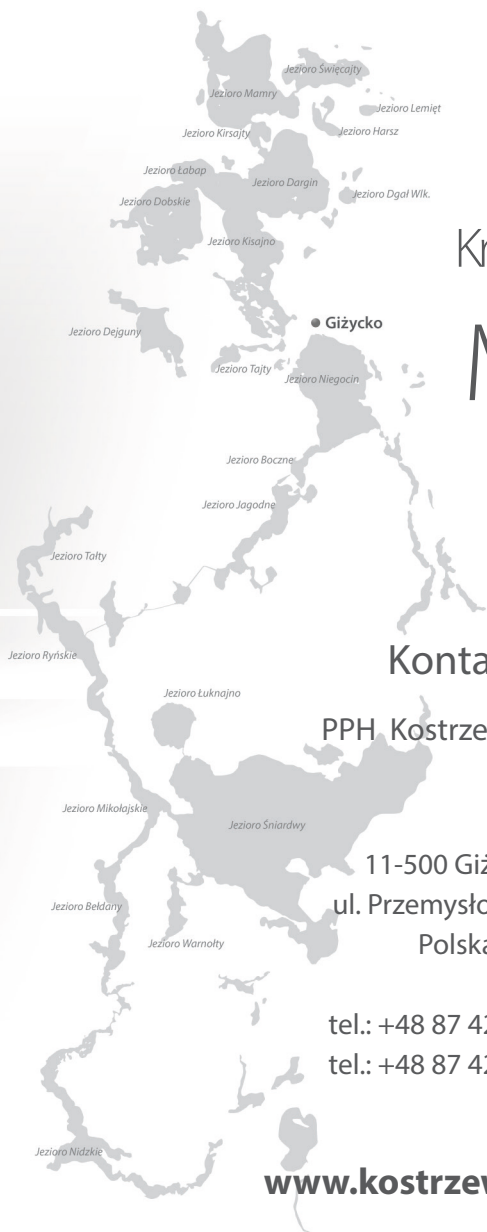 Jezioro Święcajty
Jezioro Mamry
Jezioro Lemięt
Jezioro Kirsajty
Jezioro Harsz
Jezioro Łabap
Jezioro Dargin
Jezioro Dobskie
Jezioro Dgał Wlk.
Jezioro Kisajno
Kr
Giżycko
Jezioro Dejguny
M
Jezioro Tajty
Jezioro Niegocin
Jezioro Boczne
Jezioro Jagodne
Jezioro Tałty
Jezioro Ryńskie
Konta
Jezioro Łuknajno
PPH Kostrze
Jezioro Mikołajskie
Jezioro Śniardwy
11-500 Giż
Jezioro Bełdany
ul. Przemysło
Jezioro Warnołty
Polska
tel.: +48 87 42
tel.: +48 87 42
Jezioro Nidzkie
www.kostrzew